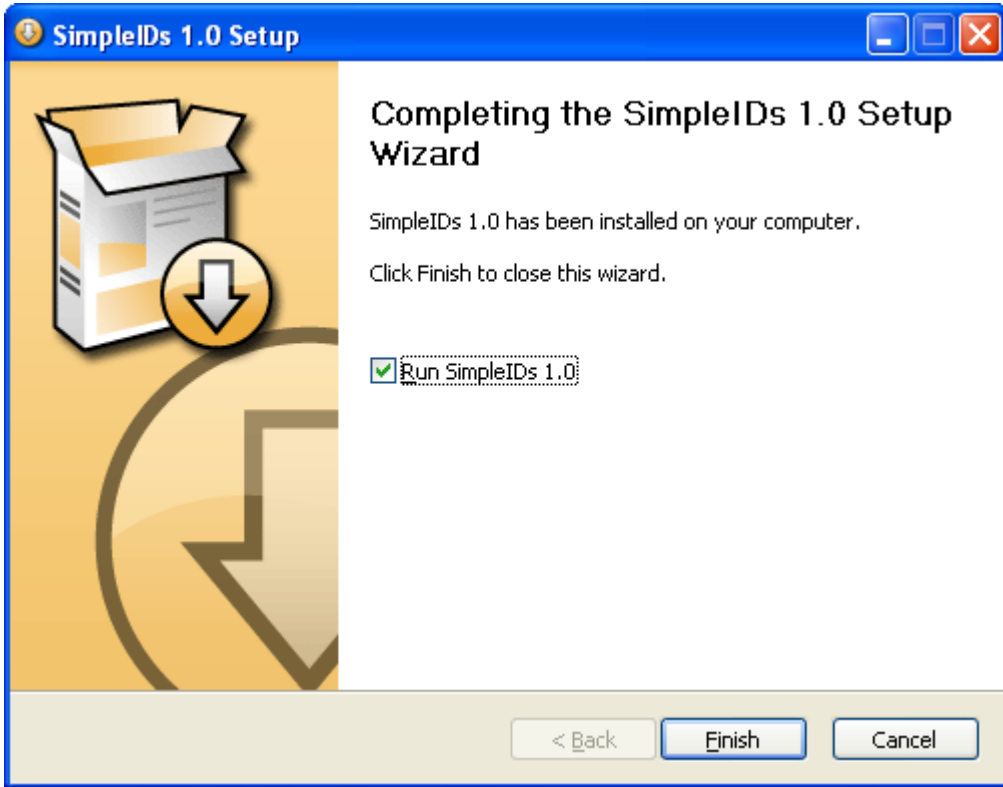 SimpleIDs 1.0 Setup
Completing the SimpleIDs 1.0 Setup
Wizard
SimpleIDs 1.0 has been installed on your computer.
Click Finish to close this wizard.
Run SimpleIDs 1.0
< Back
Finish
Cancel